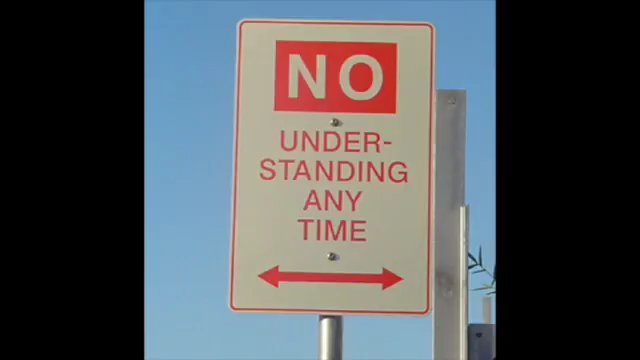 NO
UNDER-
STANDING
ANY
TIME